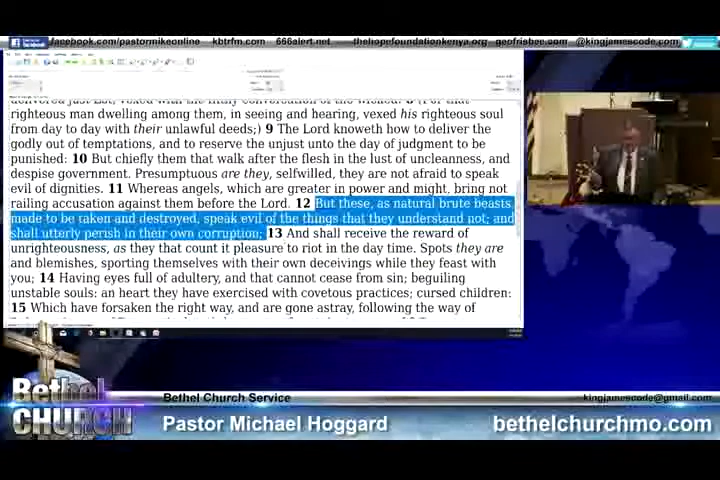 facebook.com/pastormikeonline kbtrfm.com 666alert.net thehopefoundationkenya.org geofrisbee.com @kingjamescode
righteous man dwelling among them, in seeing and hearing, vexed his righteous soul
from day to day with their unlawful deeds;) 9 The Lord knoweth how to deliver the
godly out of temptations, and to reserve the unjust unto the day of judgment to be
punished: 10 But chiefly them that walk after the flesh in the lust of uncleanness, and
despise government. Presumptuous are they, selfwilled, they are not afraid to speak
evil of dignities. 11 Whereas angels, which are greater in power and might, bring not
railing accusation against them before the Lord. 12 But these, as natural brute beasts,
made to be taken and destroyed, speak evil of the things that they understand not; and
shall utterly perish in their own corruption; 13 And shall receive the reward of
unrighteousness, as they that count it pleasure to riot in the day time. Spots they are
and blemishes, sporting themselves with their own deceivings while they feast with
you; 14 Having eyes full of adultery, and that cannot cease from sin; beguiling
unstable souls: an heart they have exercised with covetous practices; cursed children:
15 Which have forsaken the right way, and are gone astray, following the way of
Bethel
CHURCH
Bethel Church Service
kingjamescode@gmail.com
Pastor Michael Hoggard
bethelchurchmo.com